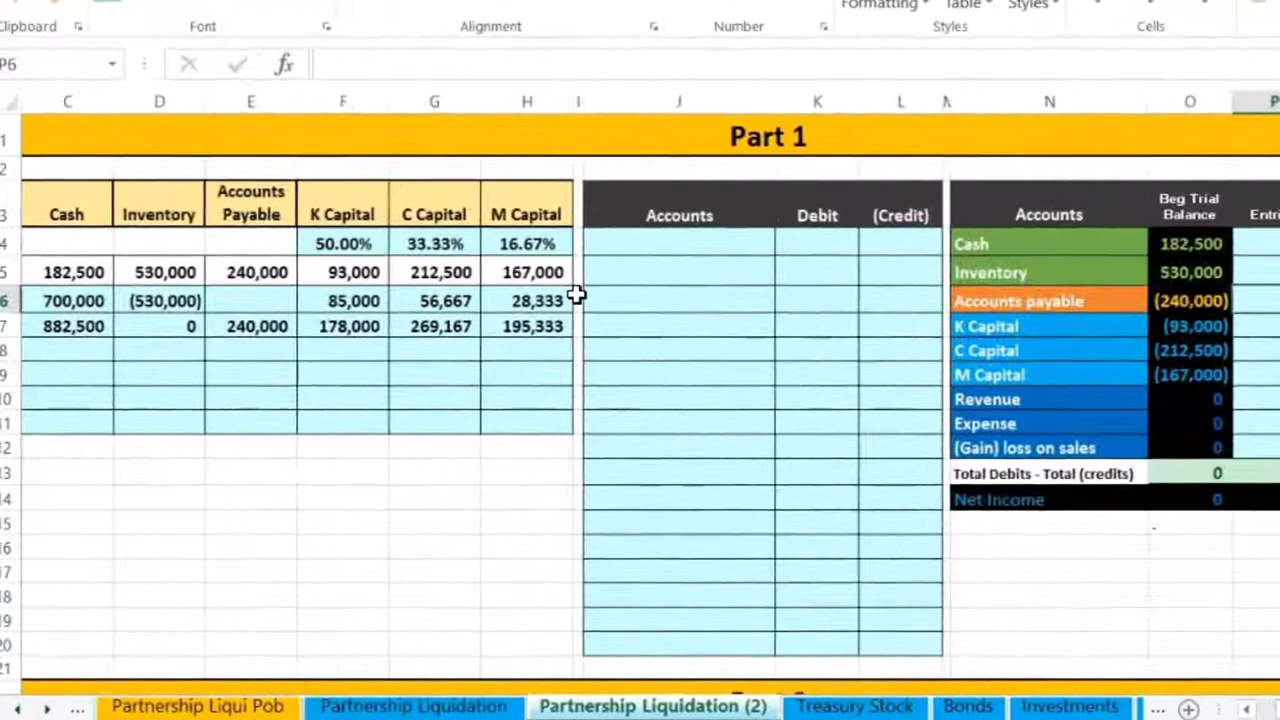 Formatting Table Styles
Clipboard Font Alignment Number Styles Cells
P6 fx
C D E F G H I J K L M N O P
1 Part 1
2
3 Cash Inventory Accounts Payable K Capital C Capital M Capital Accounts Debit (Credit) Accounts Beg Trial Balance Entri
4 50.00% 33.33% 16.67% Cash 182,500
5 182,500 530,000 240,000 93,000 212,500 167,000 Inventory 530,000
6 700,000 (530,000) 85,000 56,667 28,333 Accounts payable (240,000)
7 882,500 0 240,000 178,000 269,167 195,333 K Capital (93,000)
8 C Capital (212,500)
9 M Capital (167,000)
10 Revenue 0
11 Expense 0
12 (Gain) loss on sales 0
13 Total Debits - Total (credits) 0
14 Net Income 0
15
16
17
18
19
20
21
... Partnership Liqui Pob Partnership Liquidation Partnership Liquidation (2) Treasury Stock Bonds Investments ...